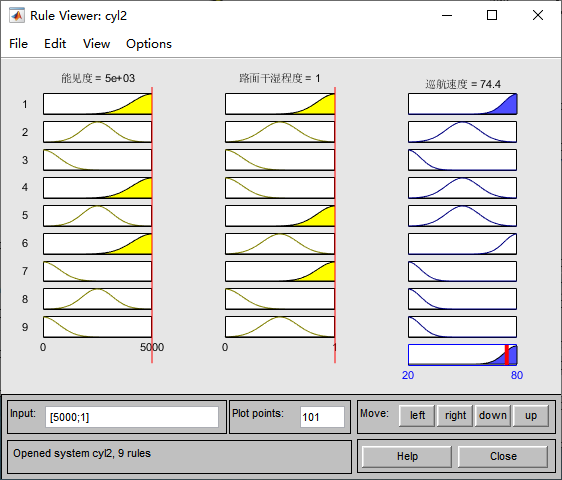 Rule Viewer: cyl2
File Edit View Options
能见度 = 5e+03 路面干湿程度 = 1 巡航速度 = 74.4
1
2
3
4
5
6
7
8
9
0 5000 0 1
20 80
Input: [5000;1] Plot points: 101 Move: left right down up
Opened system cyl2, 9 rules Help Close